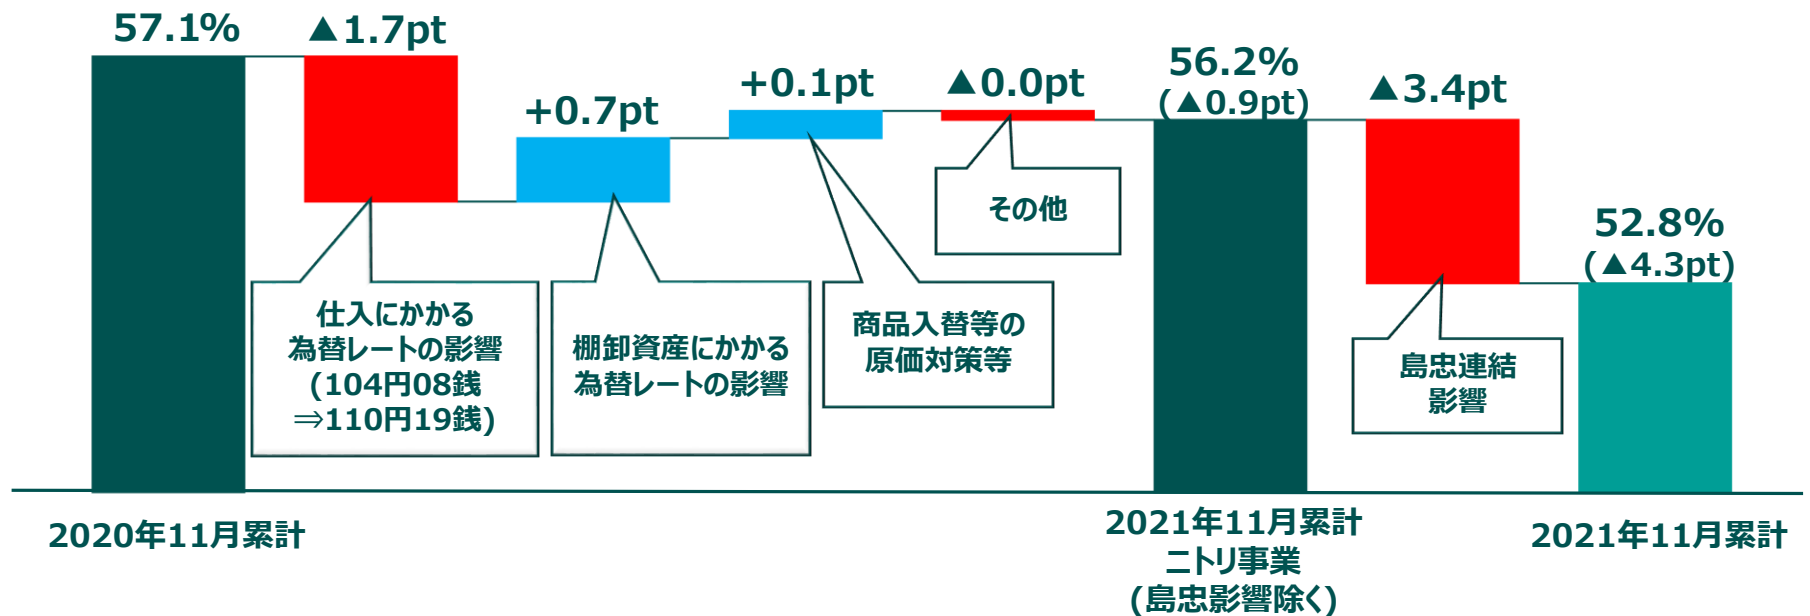 57.1%
▲1.7pt
+0.7pt
+0.1pt
▲0.0pt
56.2%
(▲0.9pt)
▲3.4pt
52.8%
(▲4.3pt)
仕入にかかる
為替レートの影響
(104円08銭
⇒110円19銭)
棚卸資産にかかる
為替レートの影響
商品入替等の
原価対策等
その他
島忠連結
影響
2020年11月累計
2021年11月累計
ニトリ事業
(島忠影響除く)
2021年11月累計